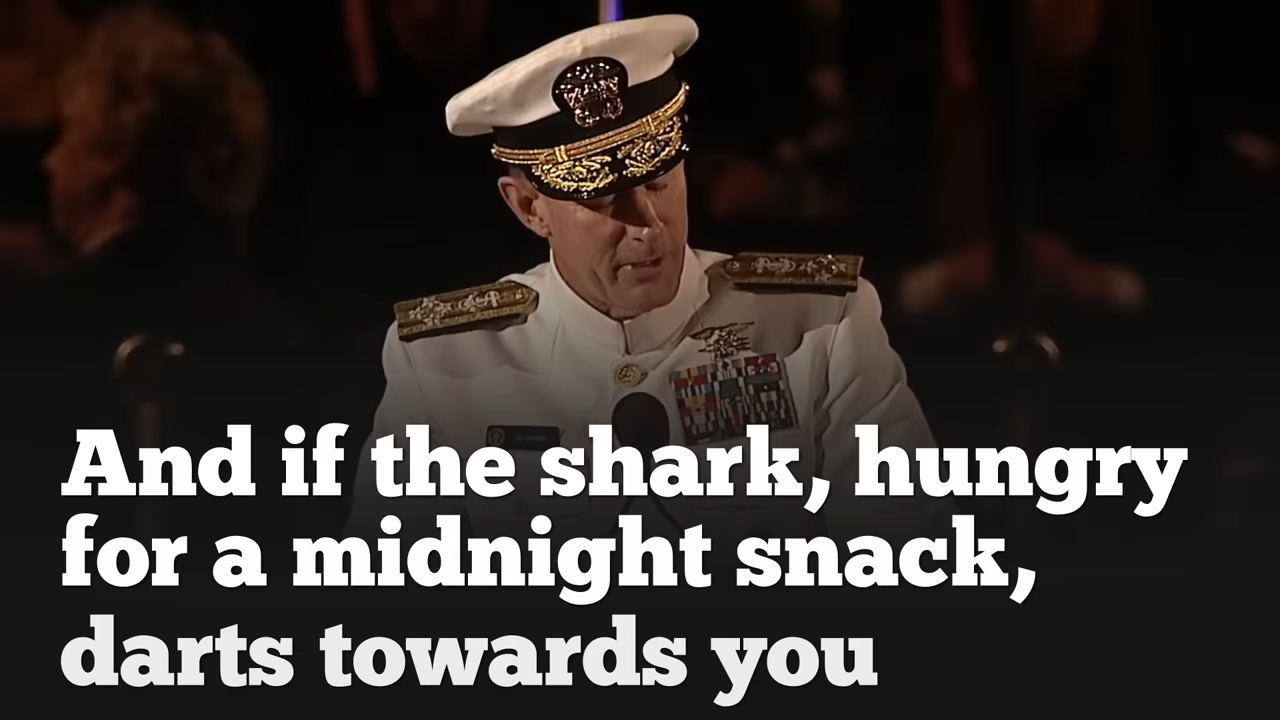 And if the shark, hungry
for a midnight snack,
darts towards you